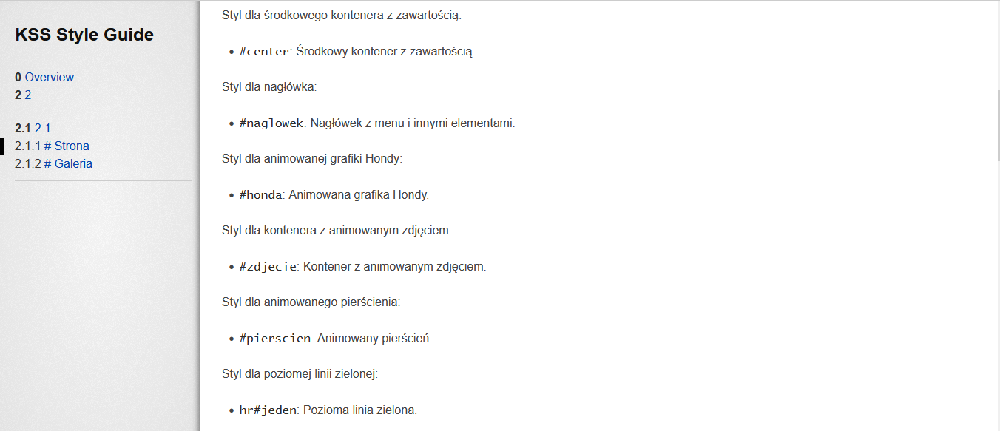 KSS Style Guide
0 Overview
2 2
2.1 2.1
2.1.1 # Strona
2.1.2 # Galeria
Styl dla środkowego kontenera z zawartością:
• #center: Środkowy kontener z zawartością.
Styl dla nagłówka:
• #naglowek: Nagłówek z menu i innymi elementami.
Styl dla animowanej grafiki Hondy:
• #honda: Animowana grafika Hondy.
Styl dla kontenera z animowanym zdjęciem:
• #zdjecie: Kontener z animowanym zdjęciem.
Styl dla animowanego pierścienia:
• #pierscien: Animowany pierścień.
Styl dla poziomej linii zielonej:
• hr#jeden: Pozioma linia zielona.